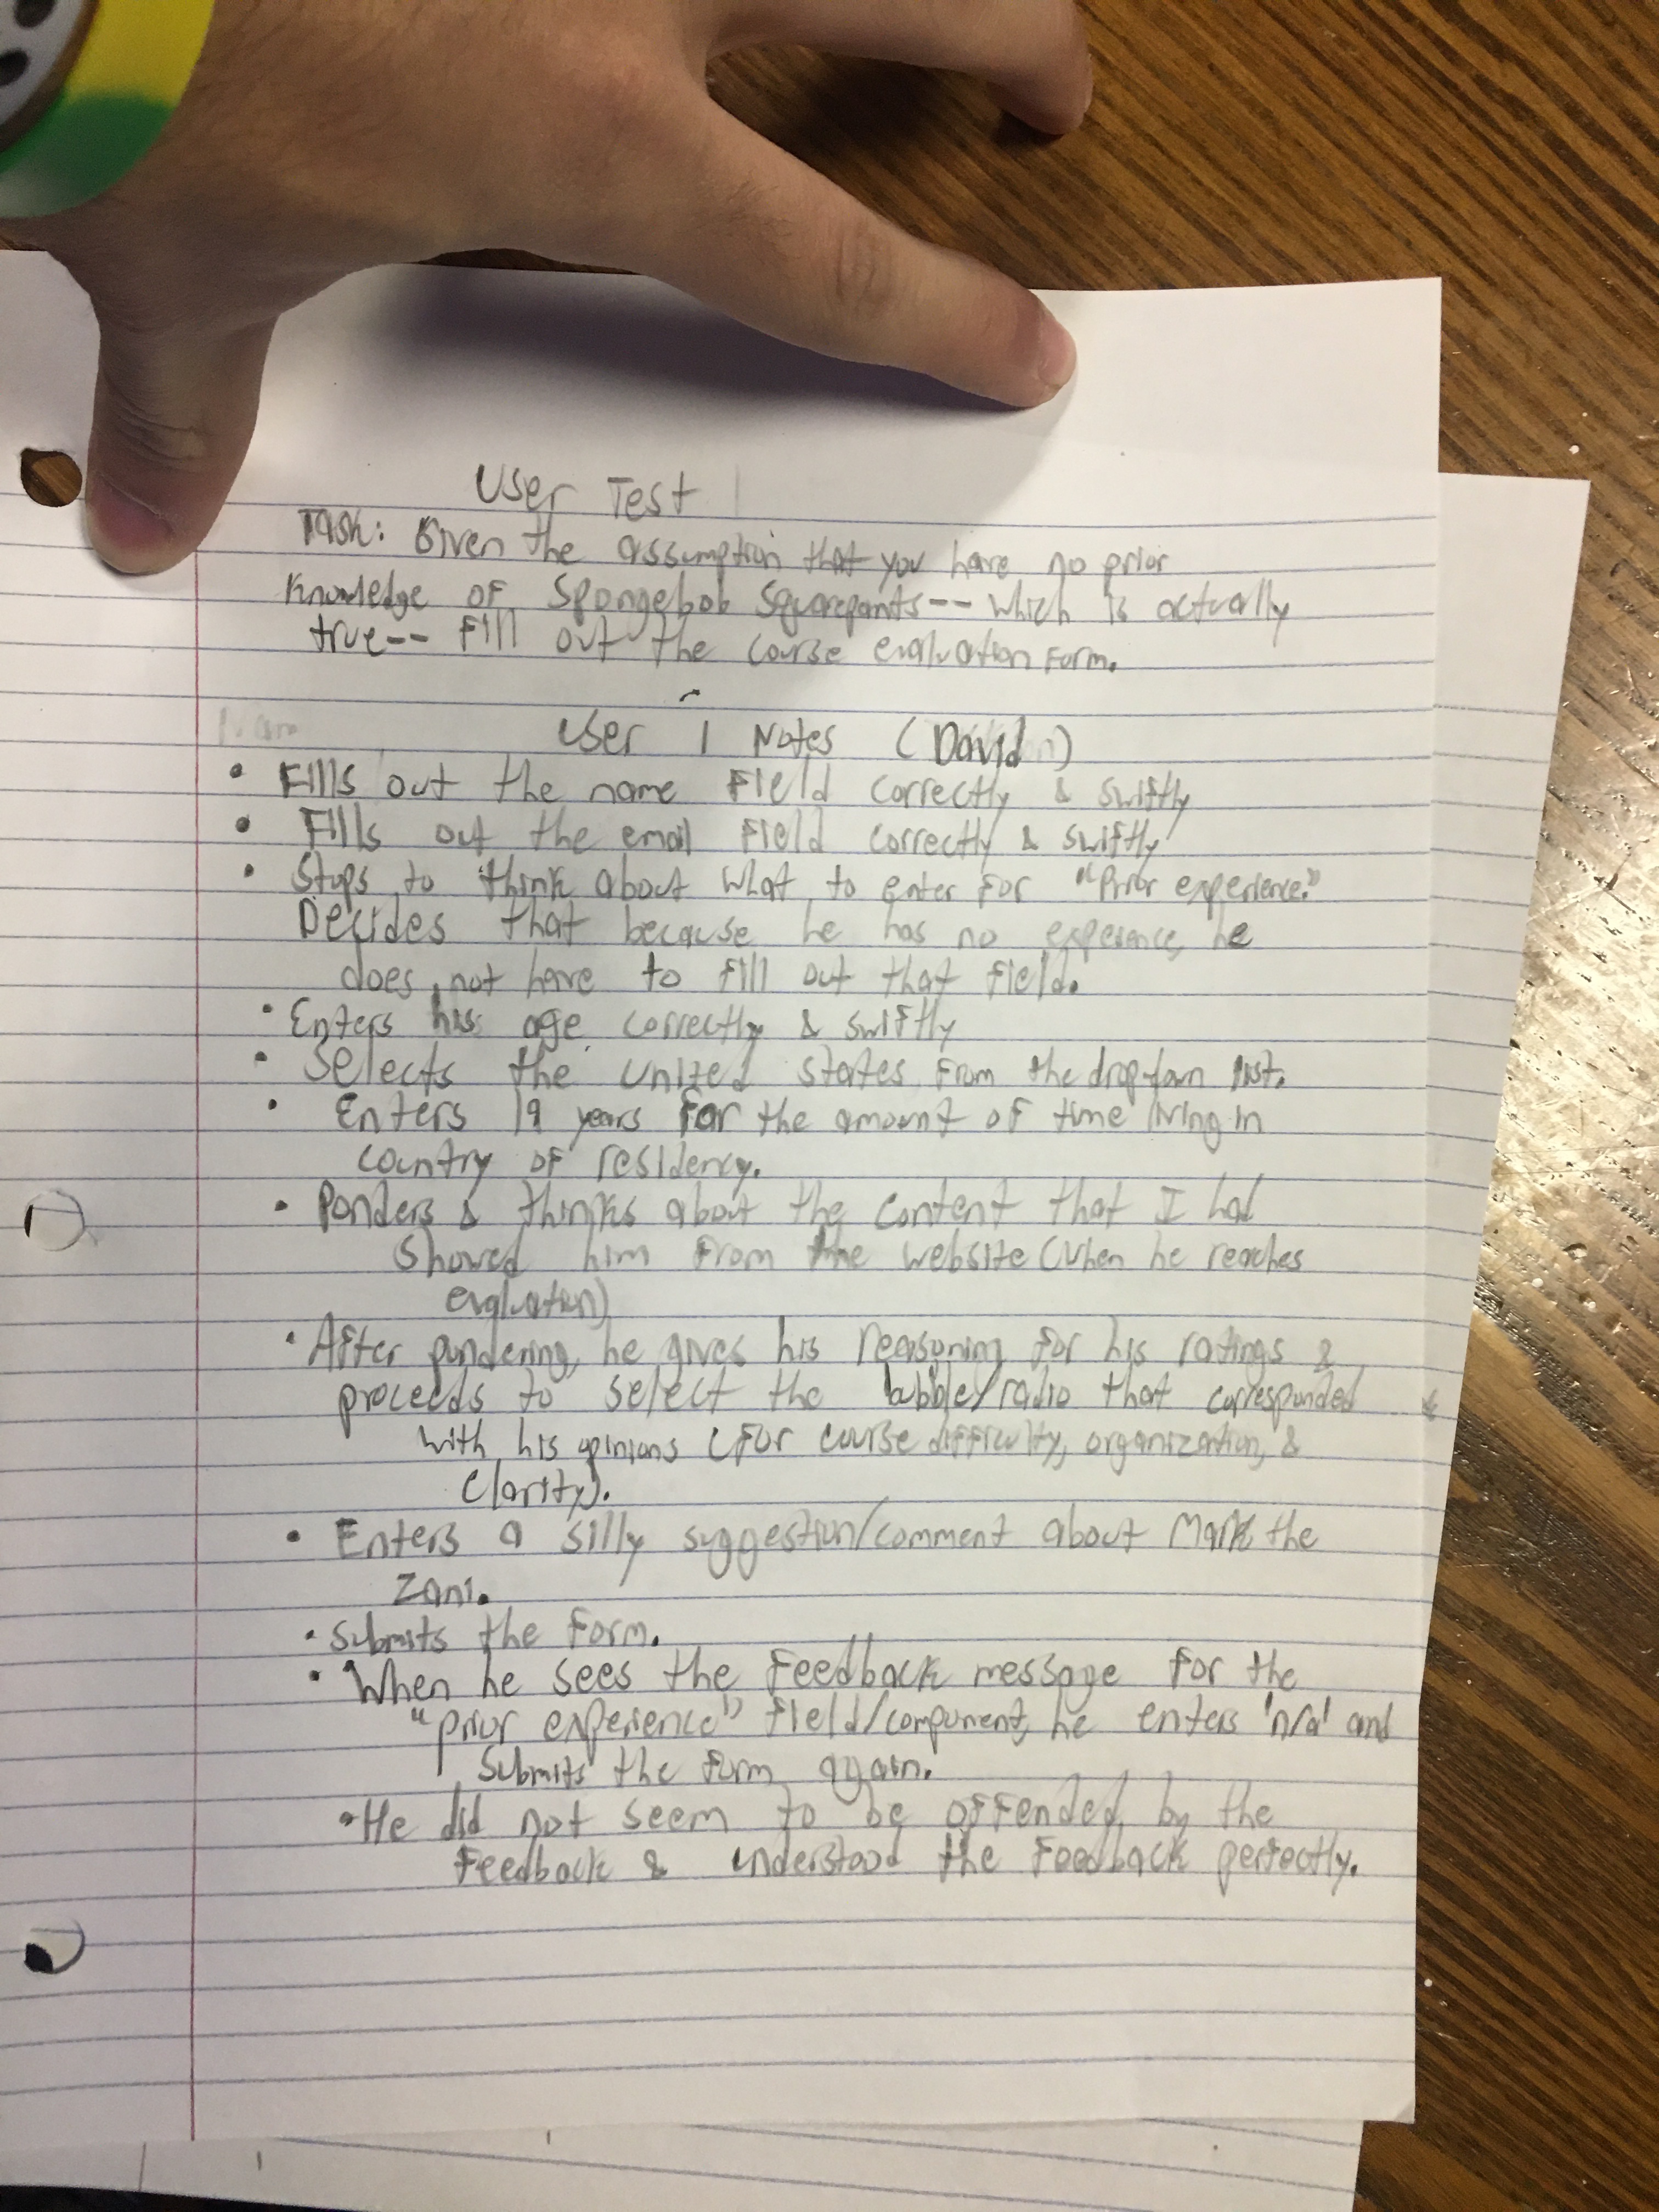 User Test
Task: Given the assumption that you have no prior
knowledge of Spongebob Squarepants-- which is actually
true-- Fill out the course evaluation form.
User 1 Notes (David)
• Fills out the name field correctly & swiftly
• Fills out the email field correctly & swiftly
• Stops to think about what to enter for "Prior experience."
Decides that because he has no experience, he
does not have to fill out that field.
• Enters his age correctly & swiftly
• Selects the United States from the dropdown list.
• Enters 19 years for the amount of time living in
country of residency.
• Ponders & thinks about the content that I had
showed him from the website (when he reaches
evaluation)
• After pondering, he gives his reasoning for his ratings &
proceeds to select the bubble/radio that corresponded
with his opinions (for course difficulty, organization, &
clarity).
• Enters a silly suggestion/comment about Mark the
Zani.
• Submits the form.
• When he sees the feedback message for the
"prior experience" field/component, he enters 'n/a' and
submits the form again.
• He did not seem to be offended by the
feedback & understood the feedback perfectly.